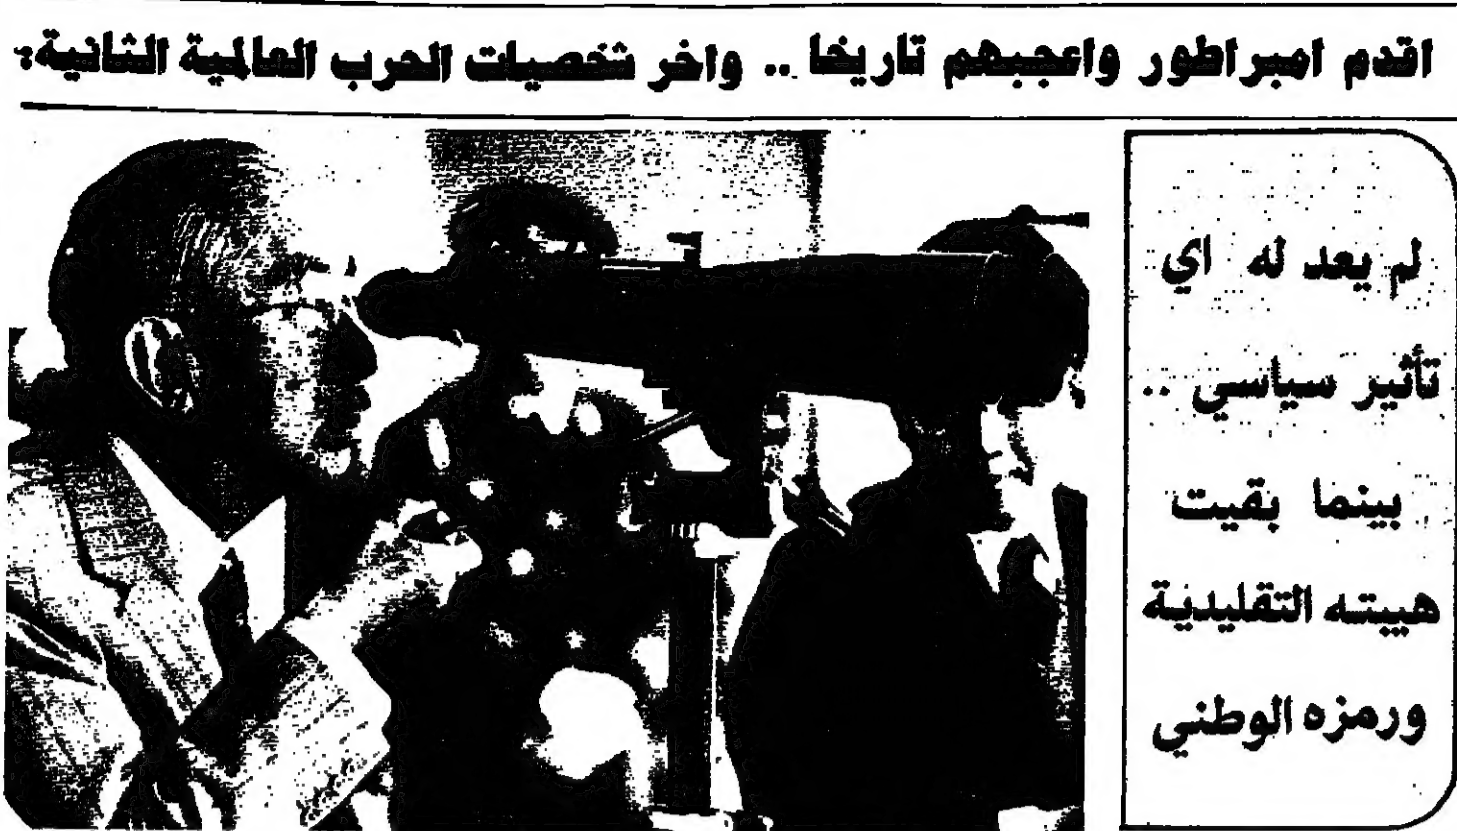 اقدم امبراطور واعجبهم تاريخا .. واخر شخصيات الحرب العالمية الثانية:
لم يعد له اي
تأثير سياسي ..
بينما بقيت
هيبته التقليدية
ورمزه الوطني